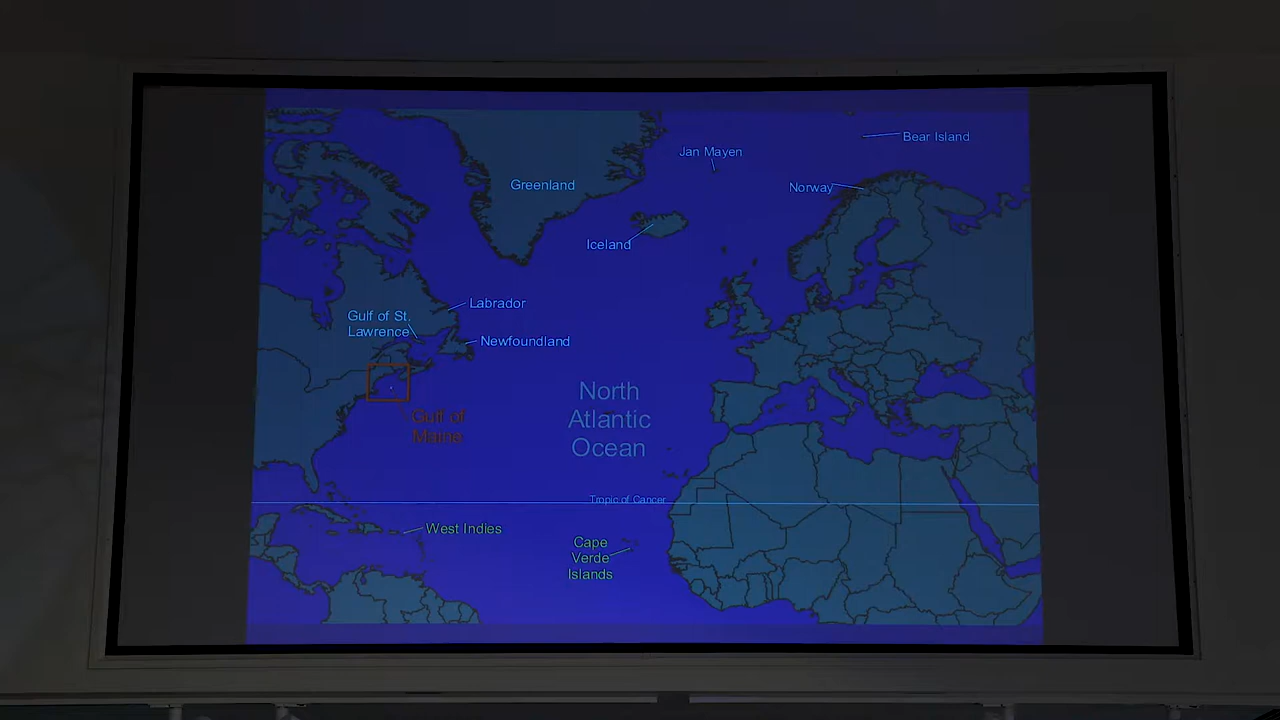 Bear Island
Jan Mayen
Greenland
Norway
Iceland
Labrador
Gulf of St.
Lawrence
Newfoundland
North
Atlantic
Ocean
Gulf of
Maine
Tropic of Cancer
West Indies
Cape
Verde
Islands